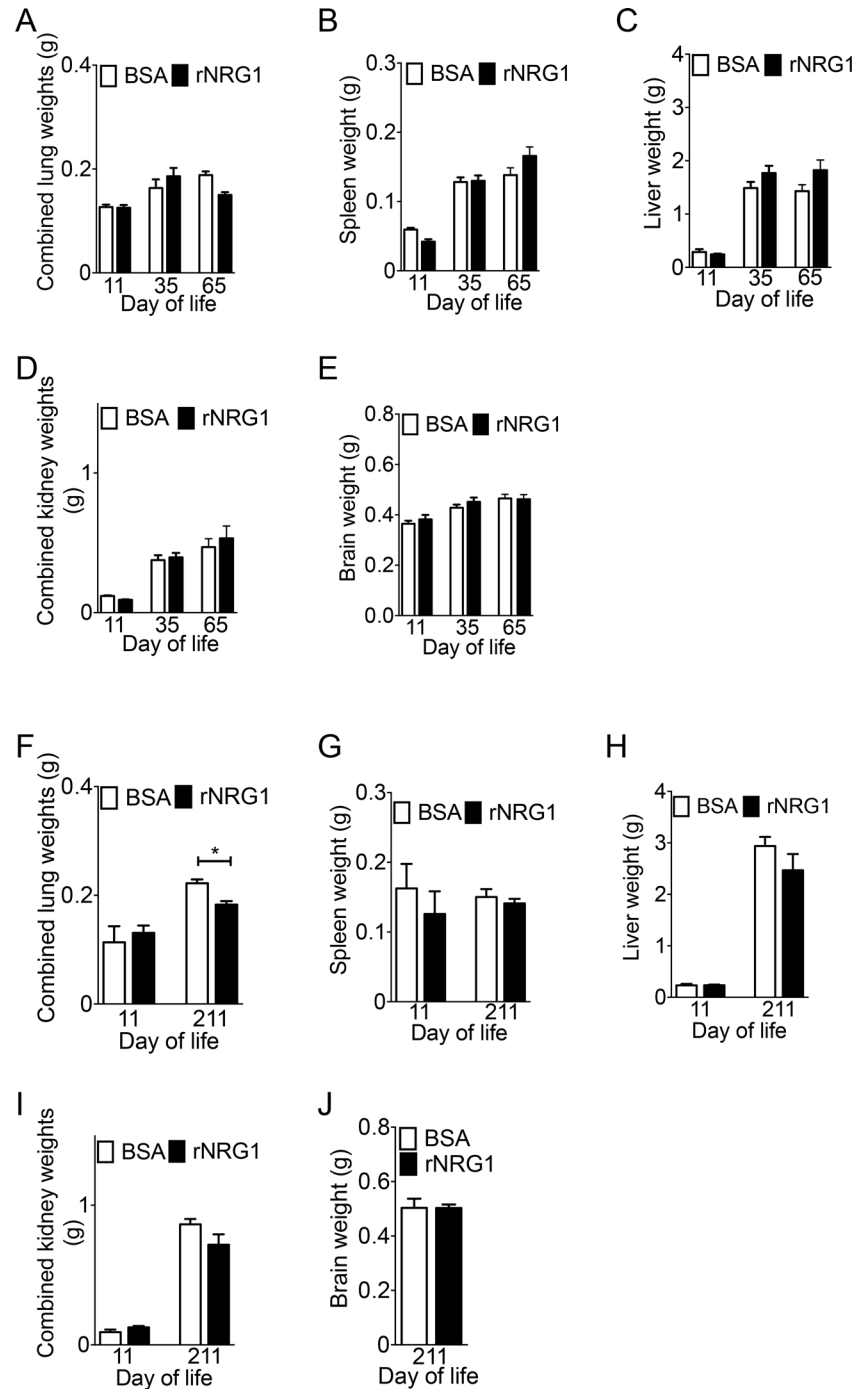 A
Combined lung weights (g)
BSA rNRG1
0.4
0.2
0
11 35 65
Day of life
B
Spleen weight (g)
BSA rNRG1
0.3
0.2
0.1
0
11 35 65
Day of life
C
Liver weight (g)
BSA rNRG1
4
3
2
1
0
11 35 65
Day of life
D
Combined kidney weights
(g)
BSA rNRG1
1
0
11 35 65
Day of life
E
Brain weight (g)
BSA rNRG1
0.8
0.6
0.4
0.2
0.0
11 35 65
Day of life
F
Combined lung weights (g)
BSA rNRG1
0.4
0.2
0
*
11 211
Day of life
G
Spleen weight (g)
BSA rNRG1
0.3
0.2
0.1
0
11 211
Day of life
H
Liver weight (g)
BSA rNRG1
4
3
2
1
0
11 211
Day of life
I
Combined kidney weights
(g)
BSA rNRG1
1
0
11 211
Day of life
J
Brain weight (g)
BSA
rNRG1
0.8
0.6
0.4
0.2
0
211
Day of life